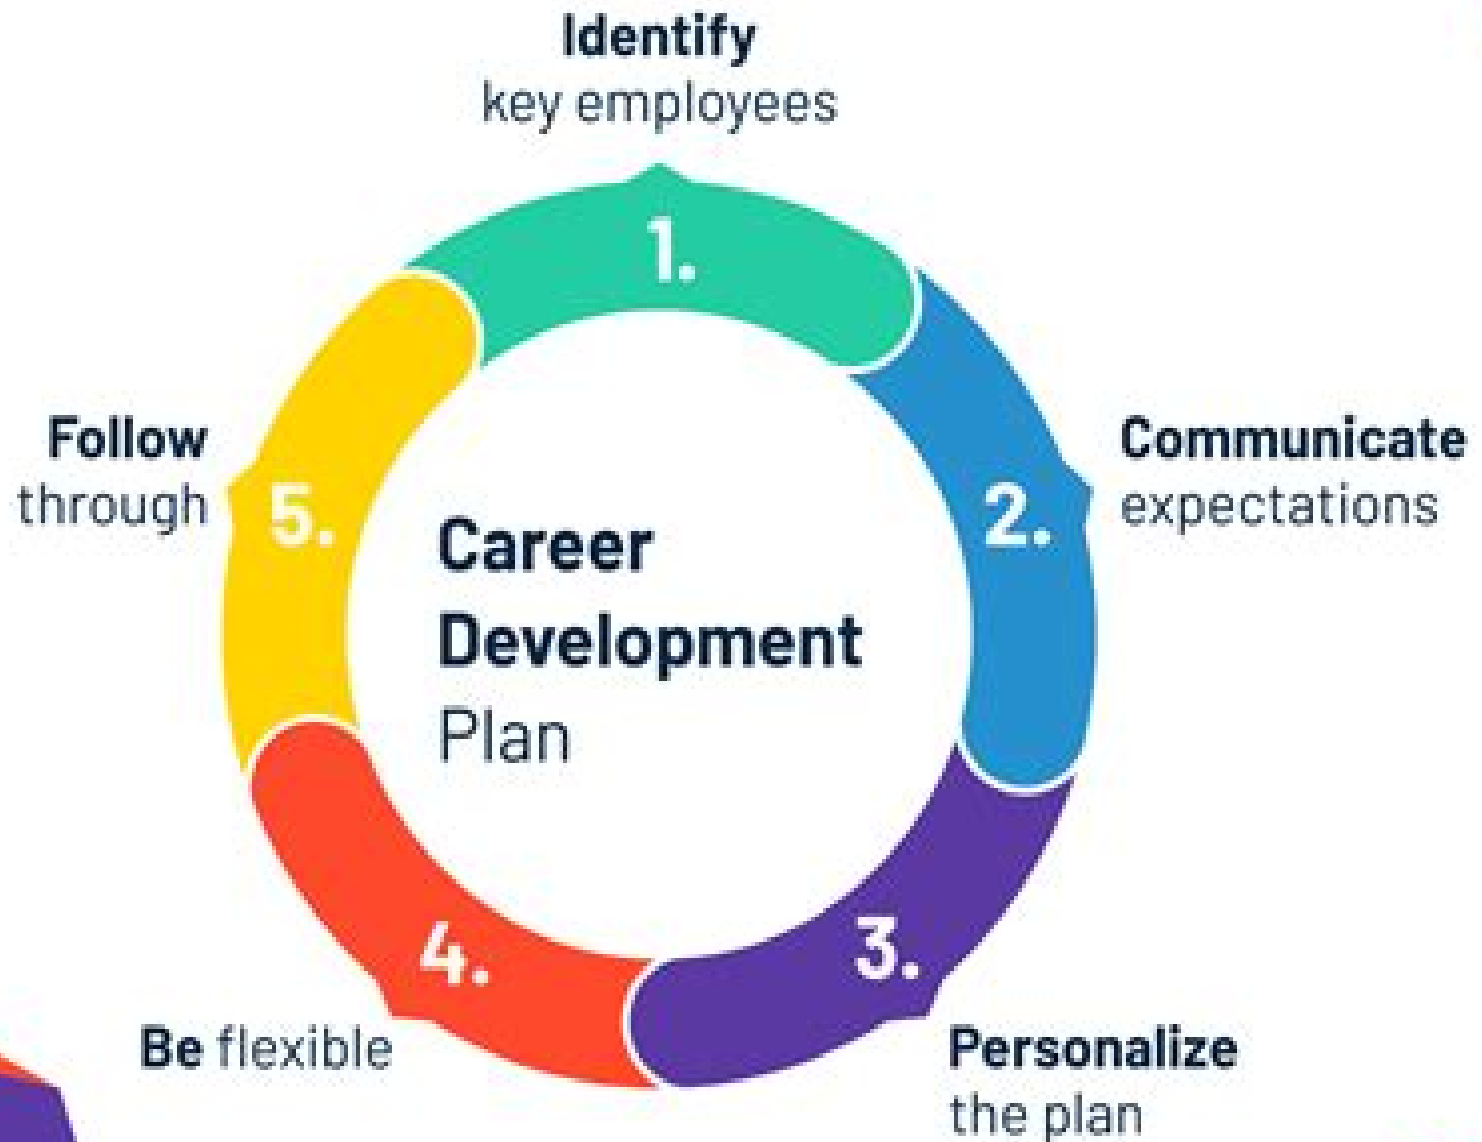 Identify
key employees
1.
Communicate
expectations
2.
Personalize
the plan
3.
Be flexible
4.
Follow
through
5.
Career
Development
Plan